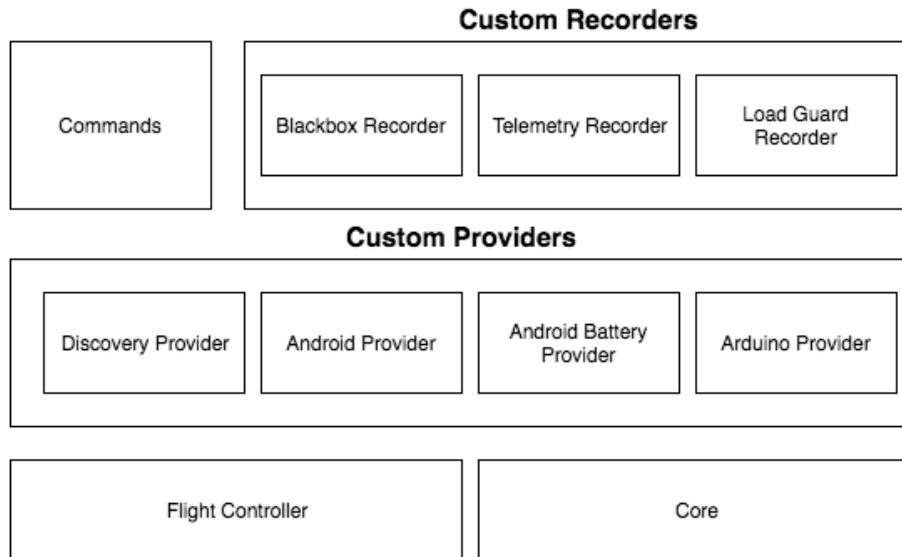 Custom Recorders
Commands
Blackbox Recorder
Telemetry Recorder
Load Guard
Recorder
Custom Providers
Discovery Provider
Android Provider
Android Battery
Provider
Arduino Provider
Flight Controller
Core